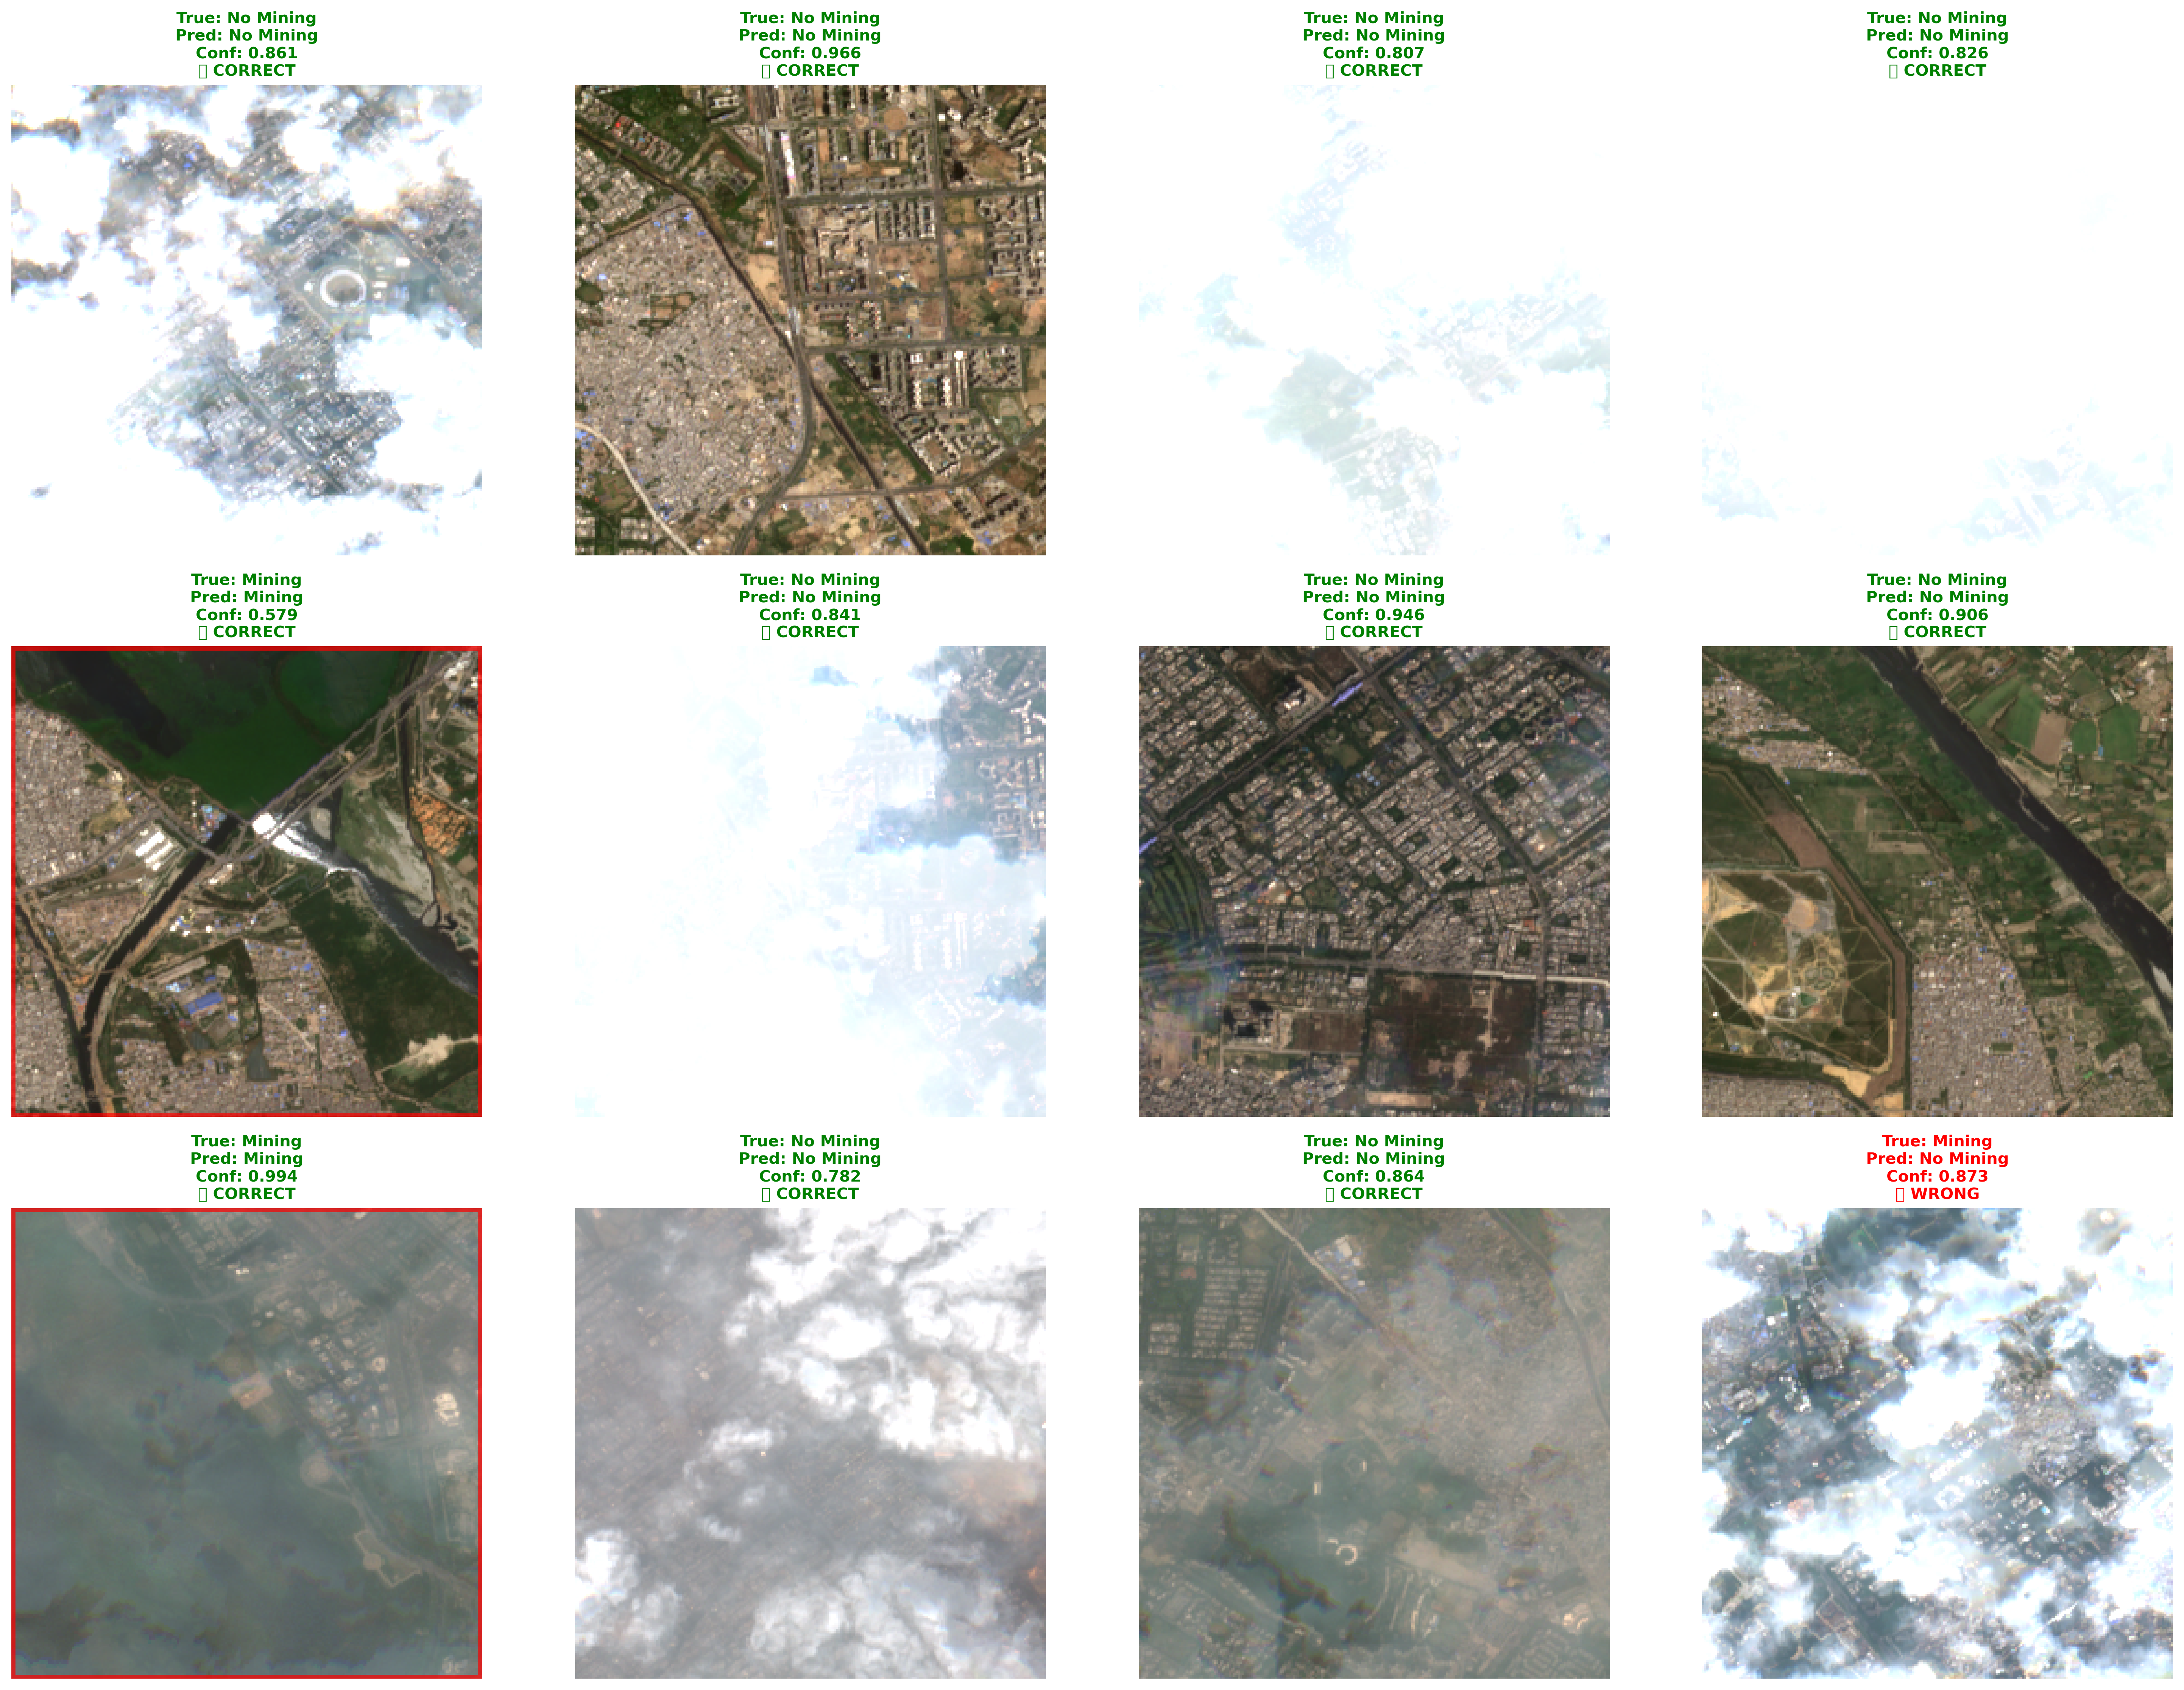 True: No Mining
Pred: No Mining
Conf: 0.861
▯ CORRECT
True: No Mining
Pred: No Mining
Conf: 0.966
▯ CORRECT
True: No Mining
Pred: No Mining
Conf: 0.807
▯ CORRECT
True: No Mining
Pred: No Mining
Conf: 0.826
▯ CORRECT
True: Mining
Pred: Mining
Conf: 0.579
▯ CORRECT
True: No Mining
Pred: No Mining
Conf: 0.841
▯ CORRECT
True: No Mining
Pred: No Mining
Conf: 0.946
▯ CORRECT
True: No Mining
Pred: No Mining
Conf: 0.906
▯ CORRECT
True: Mining
Pred: Mining
Conf: 0.994
▯ CORRECT
True: No Mining
Pred: No Mining
Conf: 0.782
▯ CORRECT
True: No Mining
Pred: No Mining
Conf: 0.864
▯ CORRECT
True: Mining
Pred: No Mining
Conf: 0.873
▯ WRONG